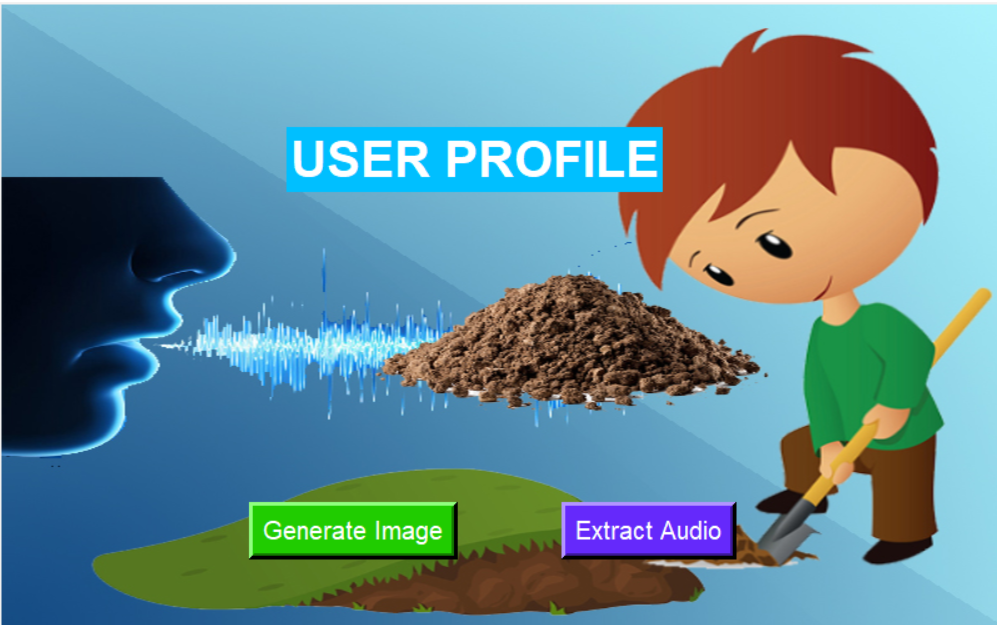 USER PROFILE
Generate Image
Extract Audio